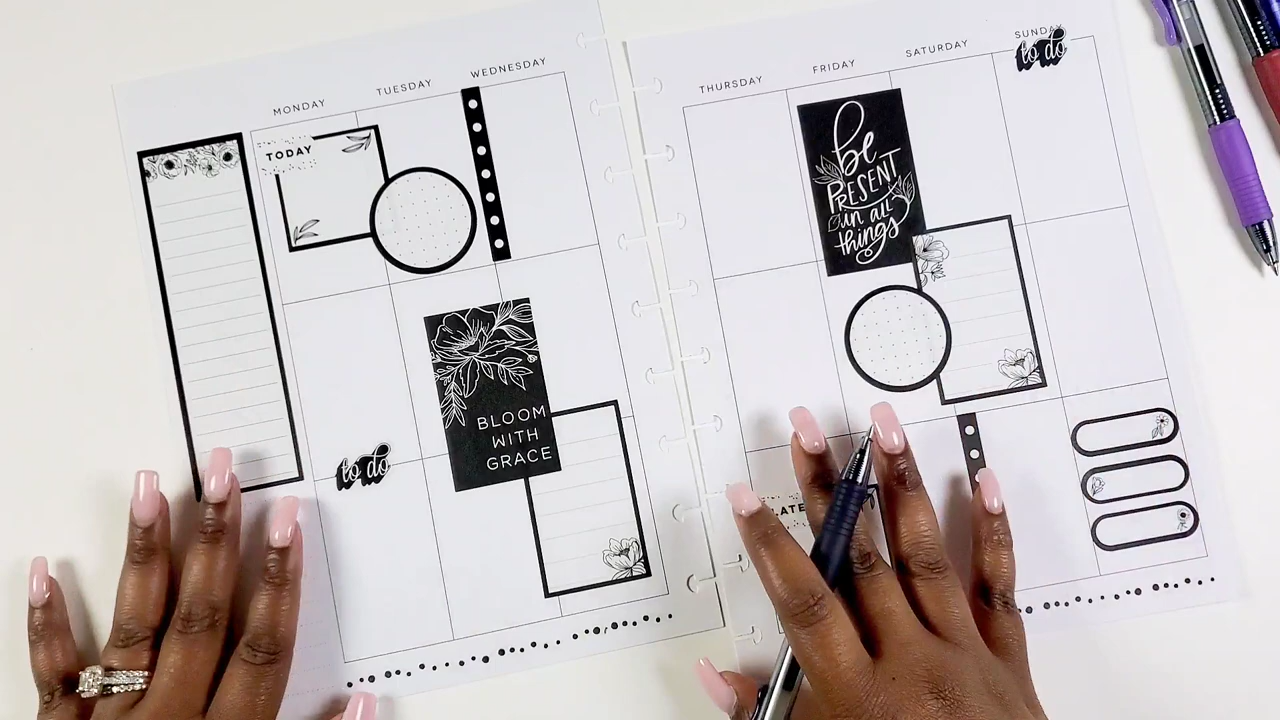 MONDAY
TUESDAY
WEDNESDAY
TODAY
BLOOM
WITH
GRACE
to do
THURSDAY
FRIDAY
SATURDAY
SUNDAY
to do
be
PRESENT
in all
things